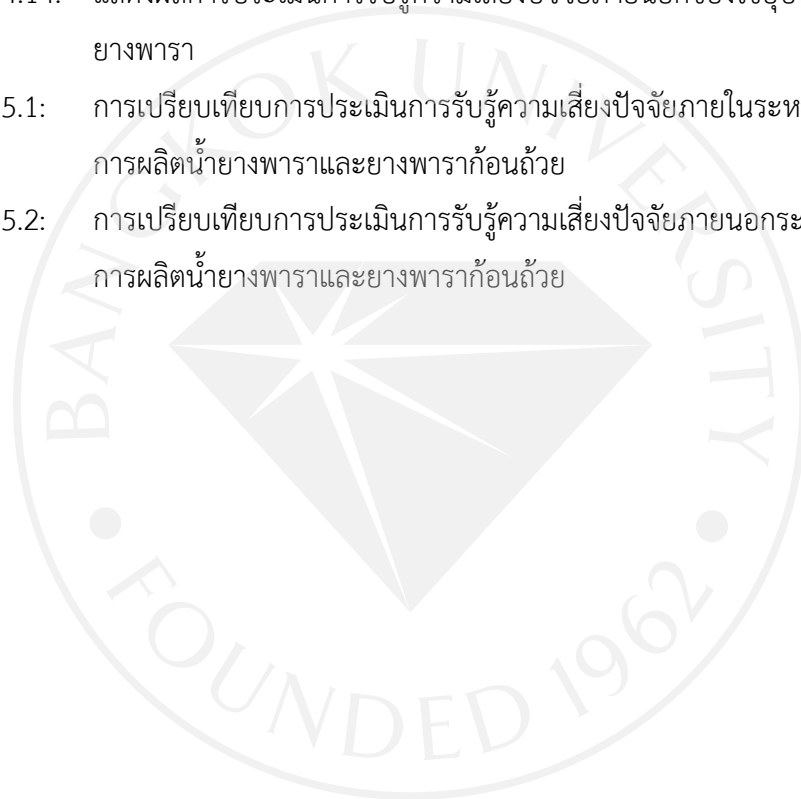 ยางพารา
5.1: การเปรียบเทียบการประเมินการรับรู้ความเสี่ยงปัจจัยภายในระห
การผลิตน้ำยางพาราและยางพาราก้อนถ้วย
5.2: การเปรียบเทียบการประเมินการรับรู้ความเสี่ยงปัจจัยภายนอกระ
การผลิตน้ำยางพาราและยางพาราก้อนถ้วย
BANGKOK UNIVERSITY
FOUNDED 1962